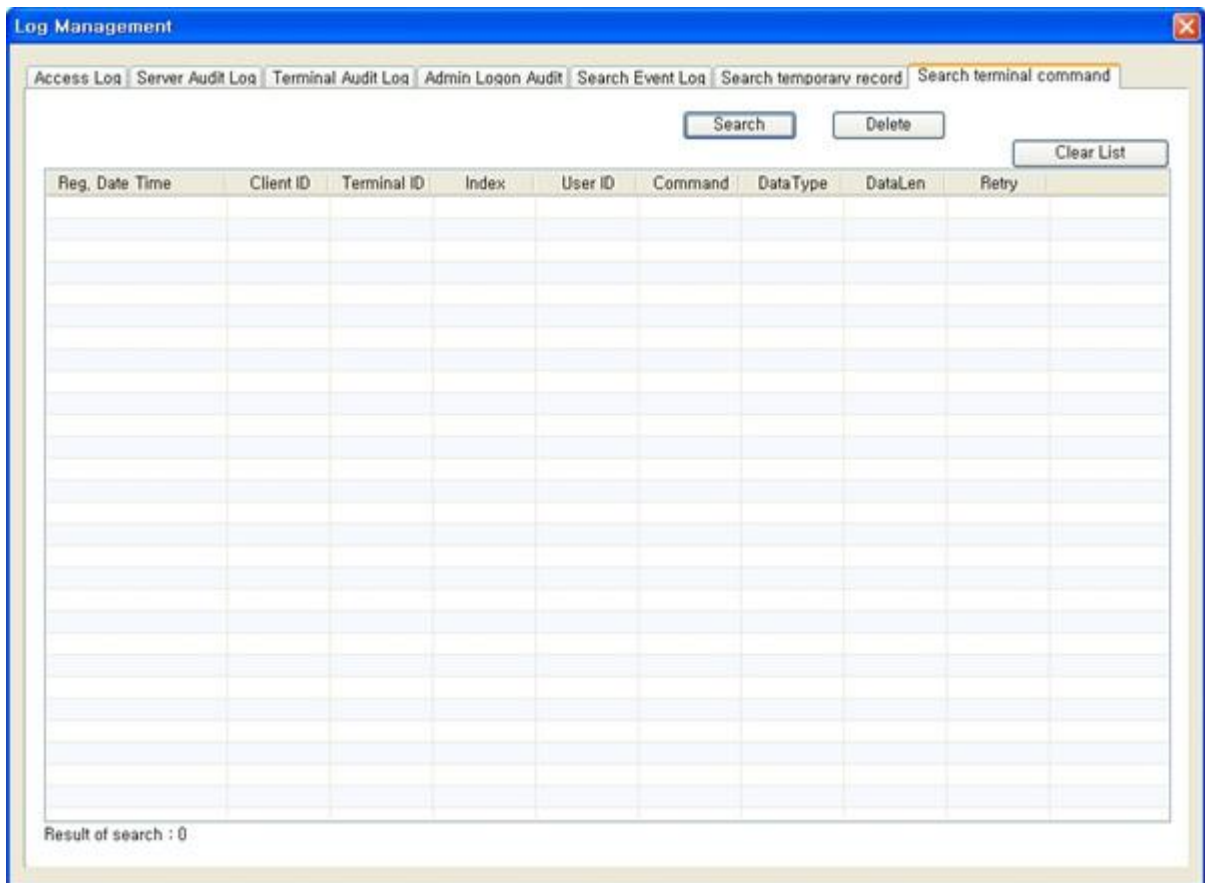 Log Management
Access Log Server Audit Log Terminal Audit Log Admin Logon Audit Search Event Log Search temporary record Search terminal command
Search Delete
Clear List
Reg. Date Time Client ID Terminal ID Index User ID Command DataType DataLen Retry
Result of search : 0